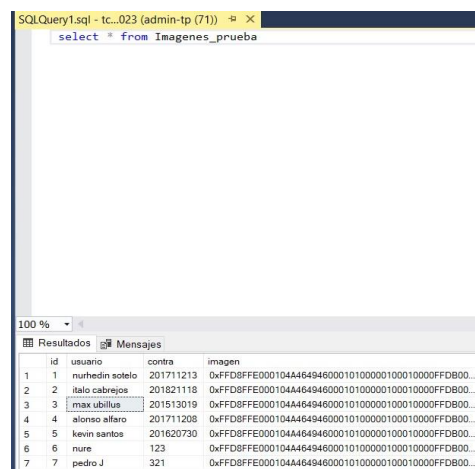 SQLQuery1.sql - tc...023 (admin-tp (71))
select * from Imagenes_prueba
100 %
Resultados Mensajes
id usuario contra imagen
1 1 nurhedin sotelo 201711213 0xFFD8FFE000104A46494600010100000100010000FFDB00...
2 2 italo cabrejos 201821118 0xFFD8FFE000104A46494600010100000100010000FFDB00...
3 3 max ubillus 201513019 0xFFD8FFE000104A46494600010100000100010000FFDB00...
4 4 alonso alfaro 201711208 0xFFD8FFE000104A46494600010100000100010000FFDB00...
5 5 kevin santos 201620730 0xFFD8FFE000104A46494600010100000100010000FFDB00...
6 6 nure 123 0xFFD8FFE000104A46494600010100000100010000FFDB00...
7 7 pedro J 321 0xFFD8FFE000104A46494600010100000100010000FFDB00...